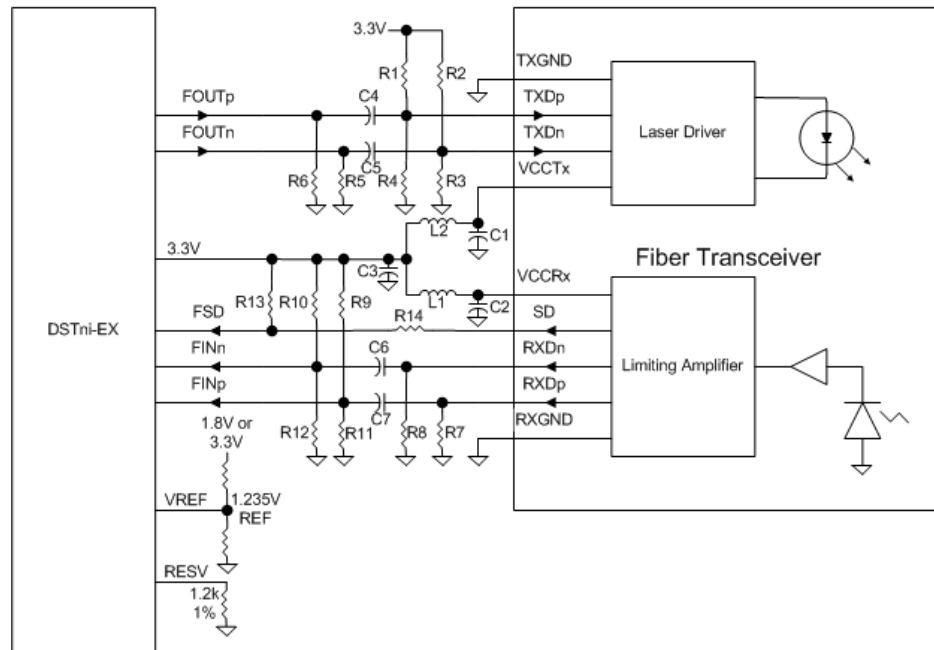 3.3V
TXGND
R1
R2
FOUTp
C4
TXDp
Laser Driver
FOUTn
TXDn
C5
R6
R5
R4
R3
VCCTx
L2
C1
3.3V
C3
Fiber Transceiver
VCCRx
R13
R10
R9
L1
C2
DSTni-EX
FSD
R14
SD
FINn
C6
RXDn
Limiting Amplifier
FINp
C7
RXDp
1.8V or
3.3V
R12
R11
R8
R7
RXGND
VREF
1.235V
REF
RESV
1.2k
1%